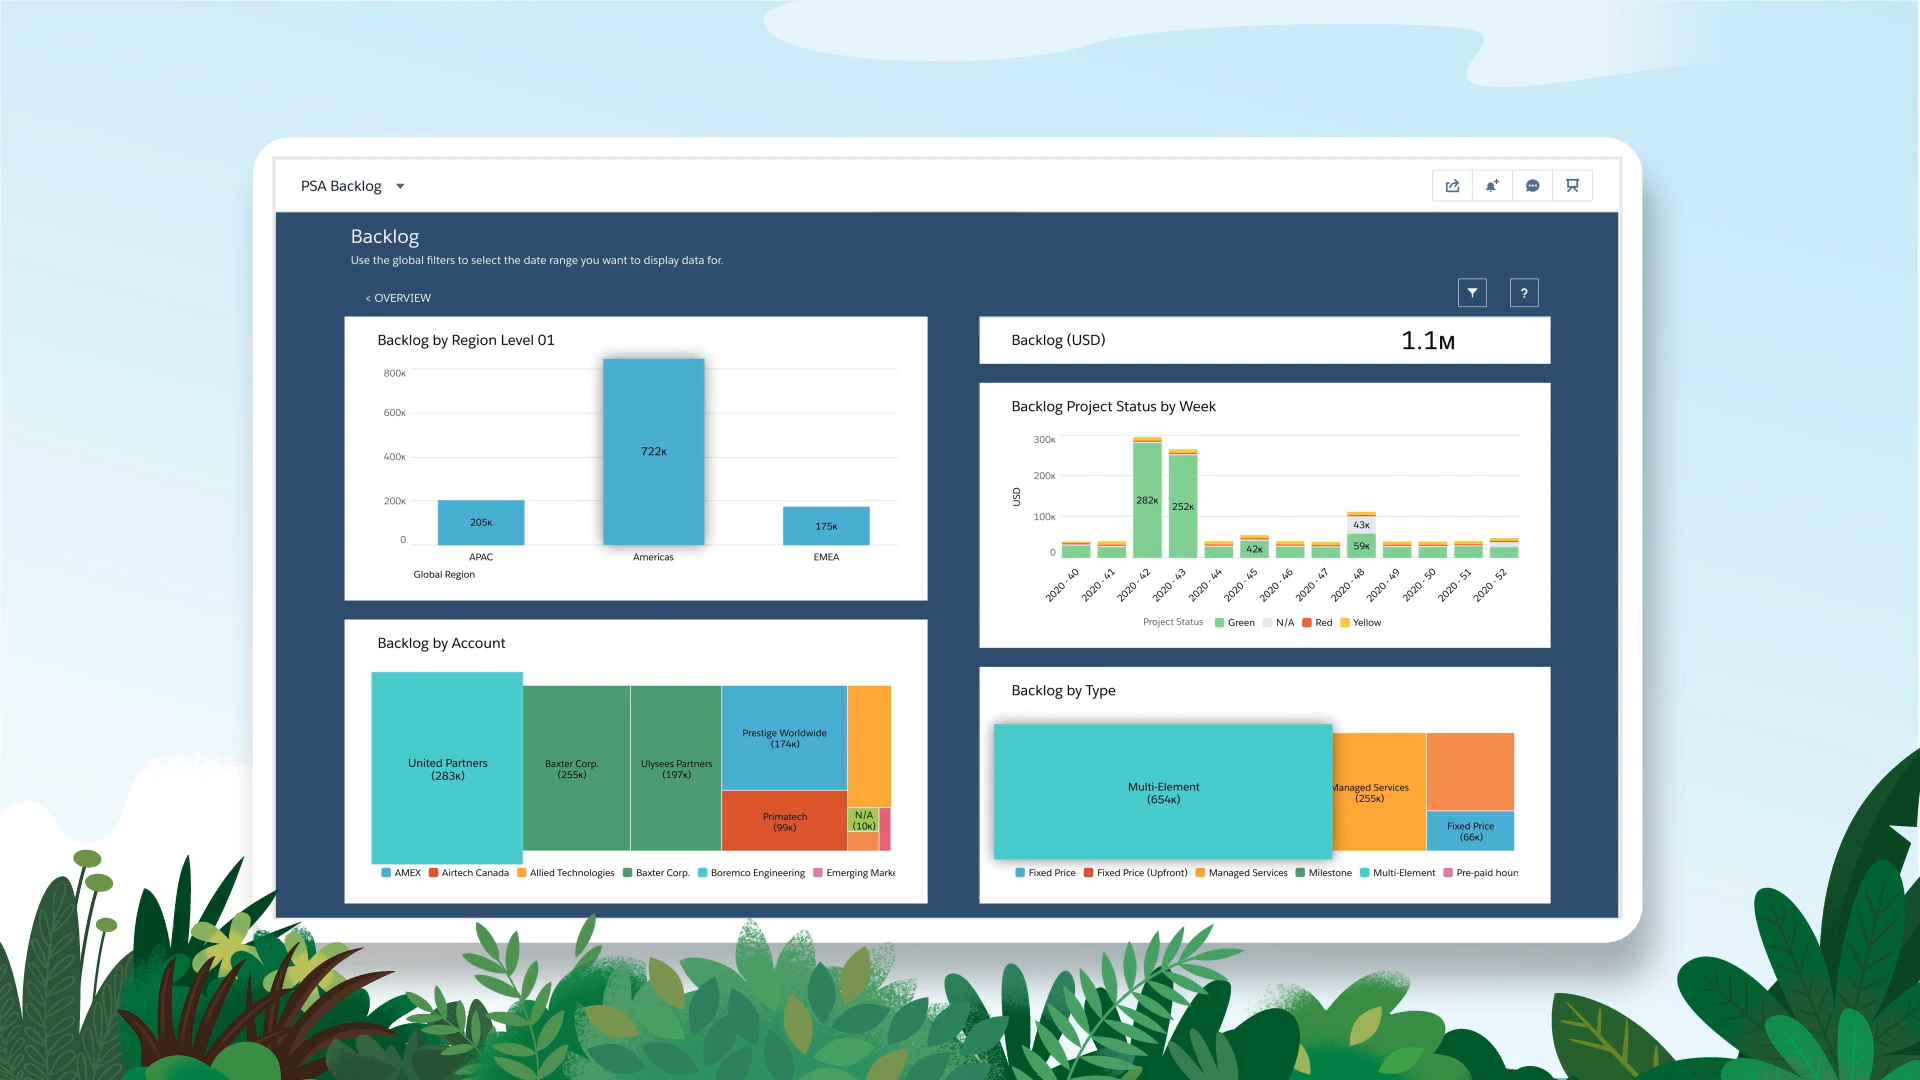 PSA Backlog
Backlog
Use the global filters to select the date range you want to display data for.
< OVERVIEW
?
Backlog by Region Level 01
800K
600K
400K
200K
0
722K
205K
175K
APAC
Americas
EMEA
Global Region
Backlog (USD)
1.1M
Backlog Project Status by Week
300K
200K
100K
0
USD
282K
252K
42K
43K
59K
2020 - 40
2020 - 41
2020 - 42
2020 - 43
2020 - 44
2020 - 45
2020 - 46
2020 - 47
2020 - 48
2020 - 49
2020 - 50
2020 - 51
2020 - 52
Project Status Green N/A Red Yellow
Backlog by Account
United Partners
(283K)
Baxter Corp.
(255K)
Ulysees Partners
(197K)
Prestige Worldwide
(174K)
Primatech
(99K)
N/A
(10K)
AMEX Airtech Canada Allied Technologies Baxter Corp. Boremco Engineering Emerging Marke
Backlog by Type
Multi-Element
(654K)
Managed Services
(255K)
Fixed Price
(66K)
Fixed Price Fixed Price (Upfront) Managed Services Milestone Multi-Element Pre-paid hours